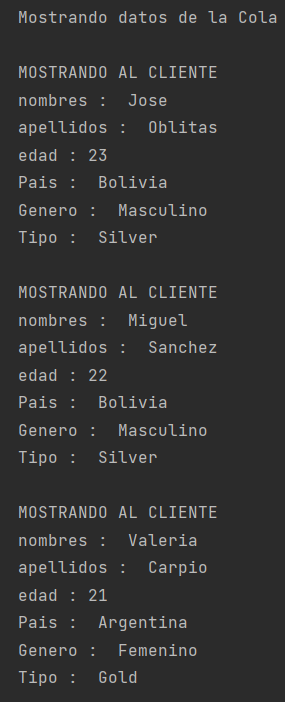 Mostrando datos de la Cola
MOSTRANDO AL CLIENTE
nombres :  Jose
apellidos :  Oblitas
edad : 23
Pais :  Bolivia
Genero :  Masculino
Tipo :  Silver
MOSTRANDO AL CLIENTE
nombres :  Miguel
apellidos :  Sanchez
edad : 22
Pais :  Bolivia
Genero :  Masculino
Tipo :  Silver
MOSTRANDO AL CLIENTE
nombres :  Valeria
apellidos :  Carpio
edad : 21
Pais :  Argentina
Genero :  Femenino
Tipo :  Gold